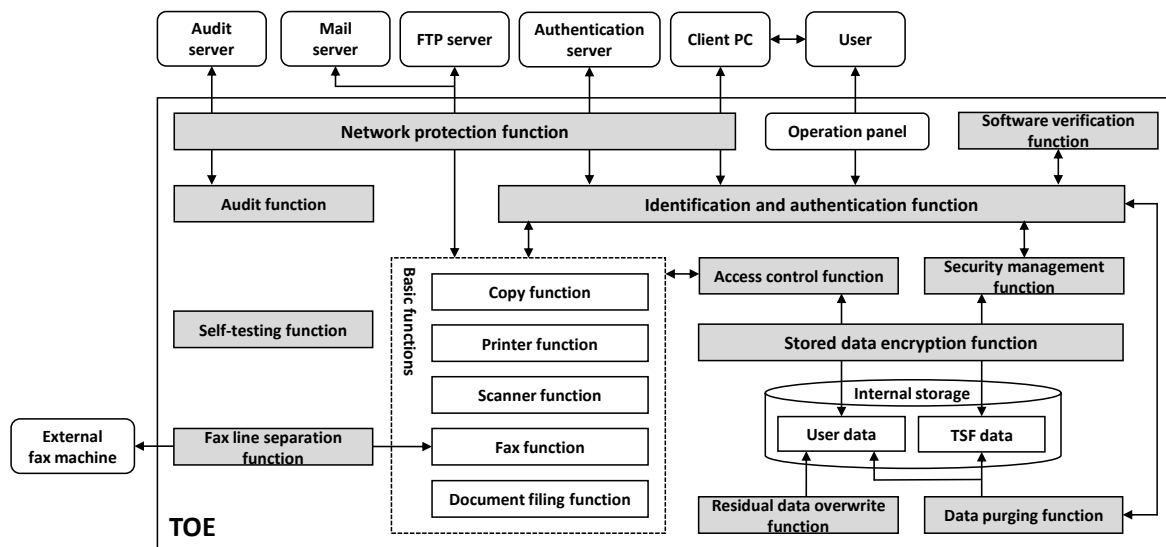 Audit
server
Mail
server
FTP server
Authentication
server
Client PC
User
Network protection function
Operation panel
Software verification
function
Audit function
Identification and authentication function
Basic functions
Copy function
Access control function
Security management
function
Self-testing function
Printer function
Stored data encryption function
Scanner function
Internal storage
External
fax machine
Fax line separation
function
Fax function
User data
TSF data
Document filing function
Residual data overwrite
function
Data purging function
TOE